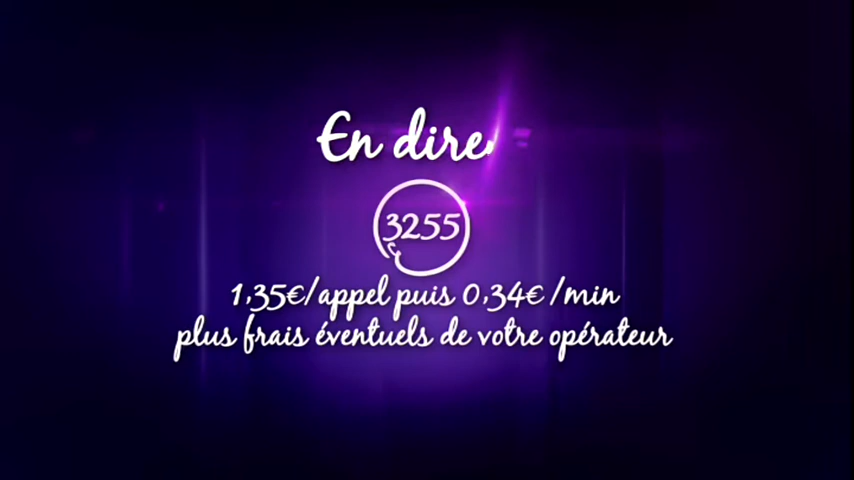 En dire
3255
1,35€/appel puis 0,34€/min
plus frais éventuels de votre opérateur